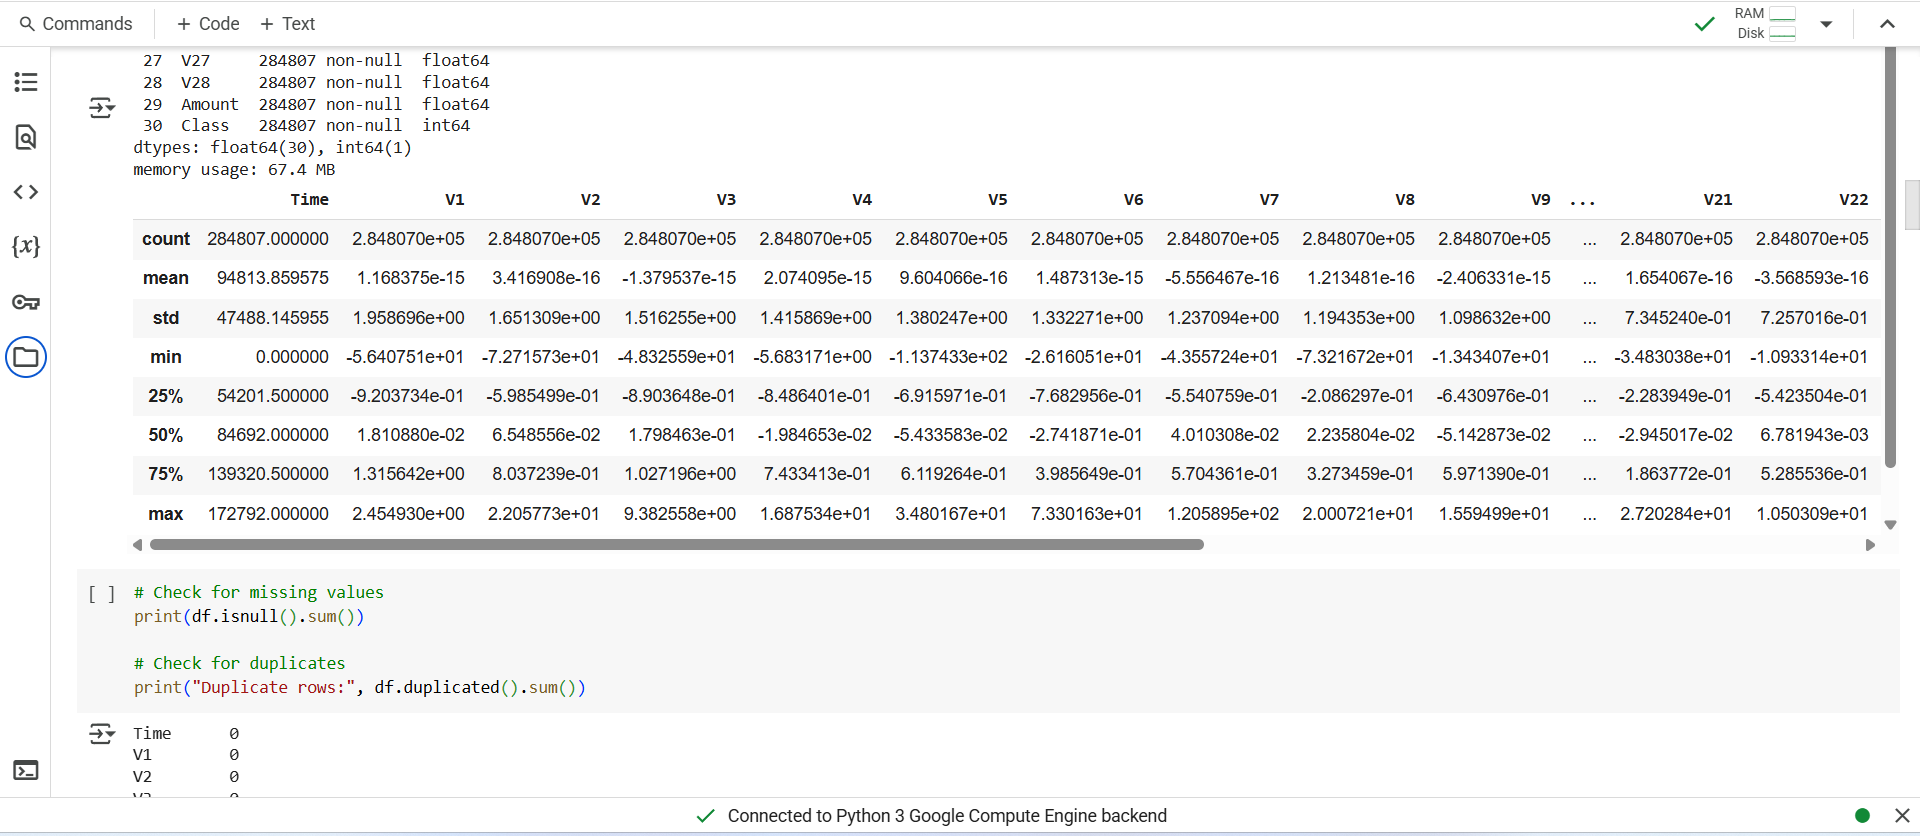 Commands + Code + Text RAM
Disk
27 V27 284807 non-null float64
28 V28 284807 non-null float64
29 Amount 284807 non-null float64
30 Class 284807 non-null int64
dtypes: float64(30), int64(1)
memory usage: 67.4 MB
Time V1 V2 V3 V4 V5 V6 V7 V8 V9 ... V21 V22
count 284807.000000 2.848070e+05 2.848070e+05 2.848070e+05 2.848070e+05 2.848070e+05 2.848070e+05 2.848070e+05 2.848070e+05 2.848070e+05 ... 2.848070e+05 2.848070e+05
mean 94813.859575 1.168375e-15 3.416908e-16 -1.379537e-15 2.074095e-15 9.604066e-16 1.487313e-15 -5.556467e-16 1.213481e-16 -2.406331e-15 ... 1.654067e-16 -3.568593e-16
std 47488.145955 1.958696e+00 1.651309e+00 1.516255e+00 1.415869e+00 1.380247e+00 1.332271e+00 1.237094e+00 1.194353e+00 1.098632e+00 ... 7.345240e-01 7.257016e-01
min 0.000000 -5.640751e+01 -7.271573e+01 -4.832559e+01 -5.683171e+00 -1.137433e+02 -2.616051e+01 -4.355724e+01 -7.321672e+01 -1.343407e+01 ... -3.483038e+01 -1.093314e+01
25% 54201.500000 -9.203734e-01 -5.985499e-01 -8.903648e-01 -8.486401e-01 -6.915971e-01 -7.682956e-01 -5.540759e-01 -2.086297e-01 -6.430976e-01 ... -2.283949e-01 -5.423504e-01
50% 84692.000000 1.810880e-02 6.548556e-02 1.798463e-01 -1.984653e-02 -5.433583e-02 -2.741871e-01 4.010308e-02 2.235804e-02 -5.142873e-02 ... -2.945017e-02 6.781943e-03
75% 139320.500000 1.315642e+00 8.037239e-01 1.027196e+00 7.433413e-01 6.119264e-01 3.985649e-01 5.704361e-01 3.273459e-01 5.971390e-01 ... 1.863772e-01 5.285536e-01
max 172792.000000 2.454930e+00 2.205773e+01 9.382558e+00 1.687534e+01 3.480167e+01 7.330163e+01 1.205895e+02 2.000721e+01 1.559499e+01 ... 2.720284e+01 1.050309e+01
[ ] # Check for missing values
print(df.isnull().sum())
# Check for duplicates
print("Duplicate rows:", df.duplicated().sum())
Time 0
V1 0
V2 0
Connected to Python 3 Google Compute Engine backend